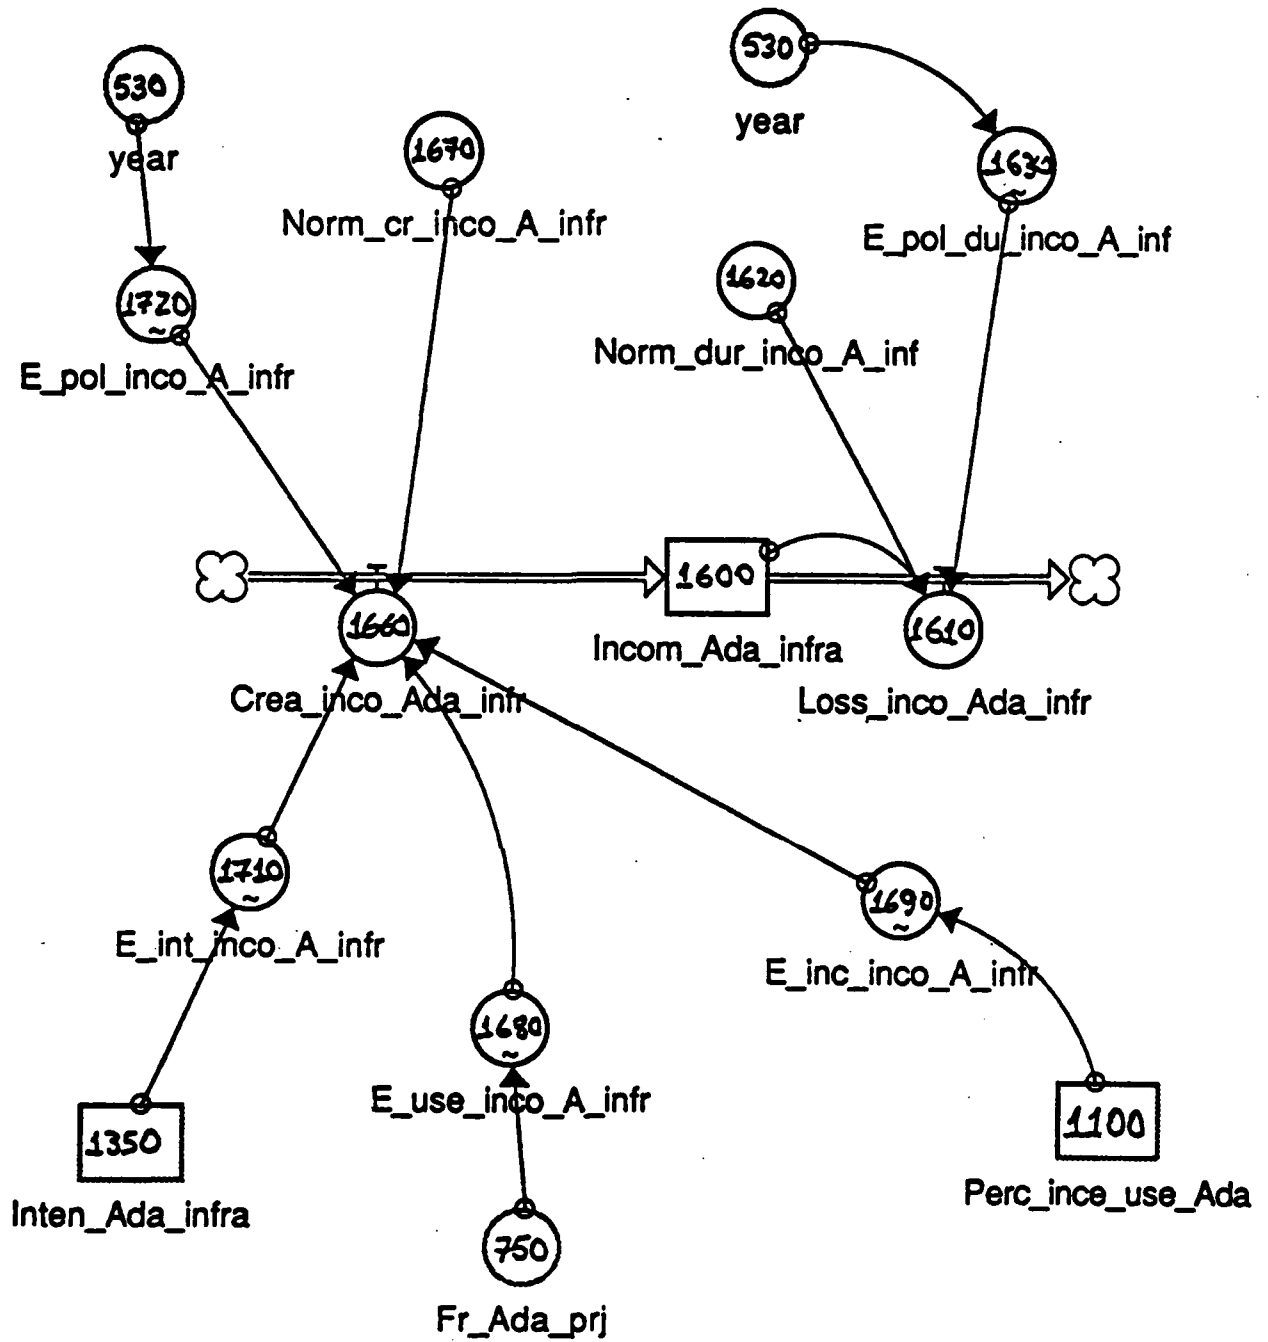 530
year
530
year
1670
Norm_cr_inco_A_infr
1630
~
E_pol_du_inco_A_inf
1720
~
E_pol_inco_A_infr
1620
Norm_dur_inco_A_inf
1600
Incom_Ada_infra
1660
Crea_inco_Ada_infr
1610
Loss_inco_Ada_infr
1710
~
E_int_inco_A_infr
1690
~
E_inc_inco_A_infr
1680
~
E_use_inco_A_infr
1350
Inten_Ada_infra
1100
Perc_ince_use_Ada
750
Fr_Ada_prj